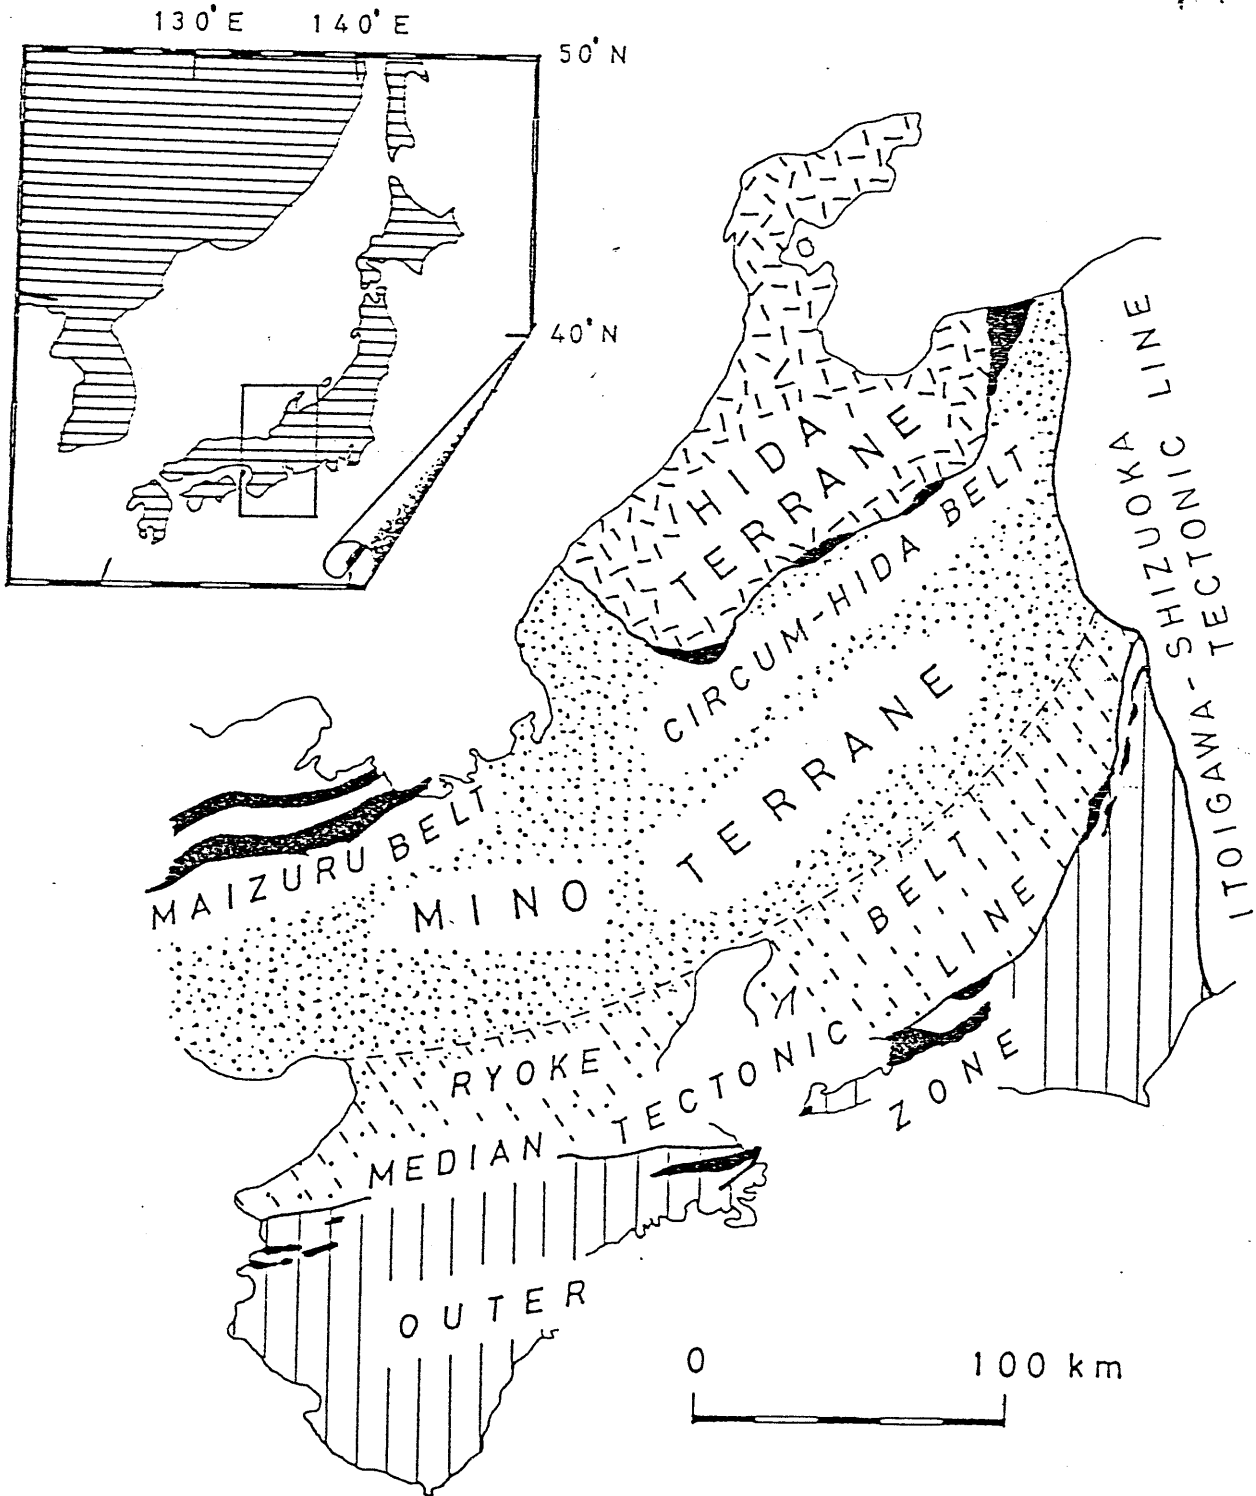 130°E 140°E
50°N
40°N
HIDA
TERRANE
CIRCUM-HIDA BELT
ITOIGAWA-SHIZUOKA
TECTONIC LINE
MAIZURU BELT
MINO TERRANE
RYOKE BELT
MEDIAN TECTONIC LINE
OUTER ZONE
0 100 km